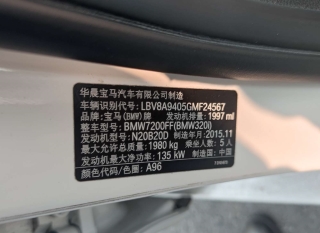 华晨宝马汽车有限公司制造
车辆识别代号 LBV8A9405GMF24567
品牌：宝马(BMW)牌 发动机排量：1997 ml
整车型号：BMW7200FF(BMW320i)
发动机型号：N20B20D 制造年月：2015.11
最大允许总质量：1980 kg 乘坐人数：5 人
发动机最大净功率：135 kW 制造国：中国
颜色代码/色圈：A96